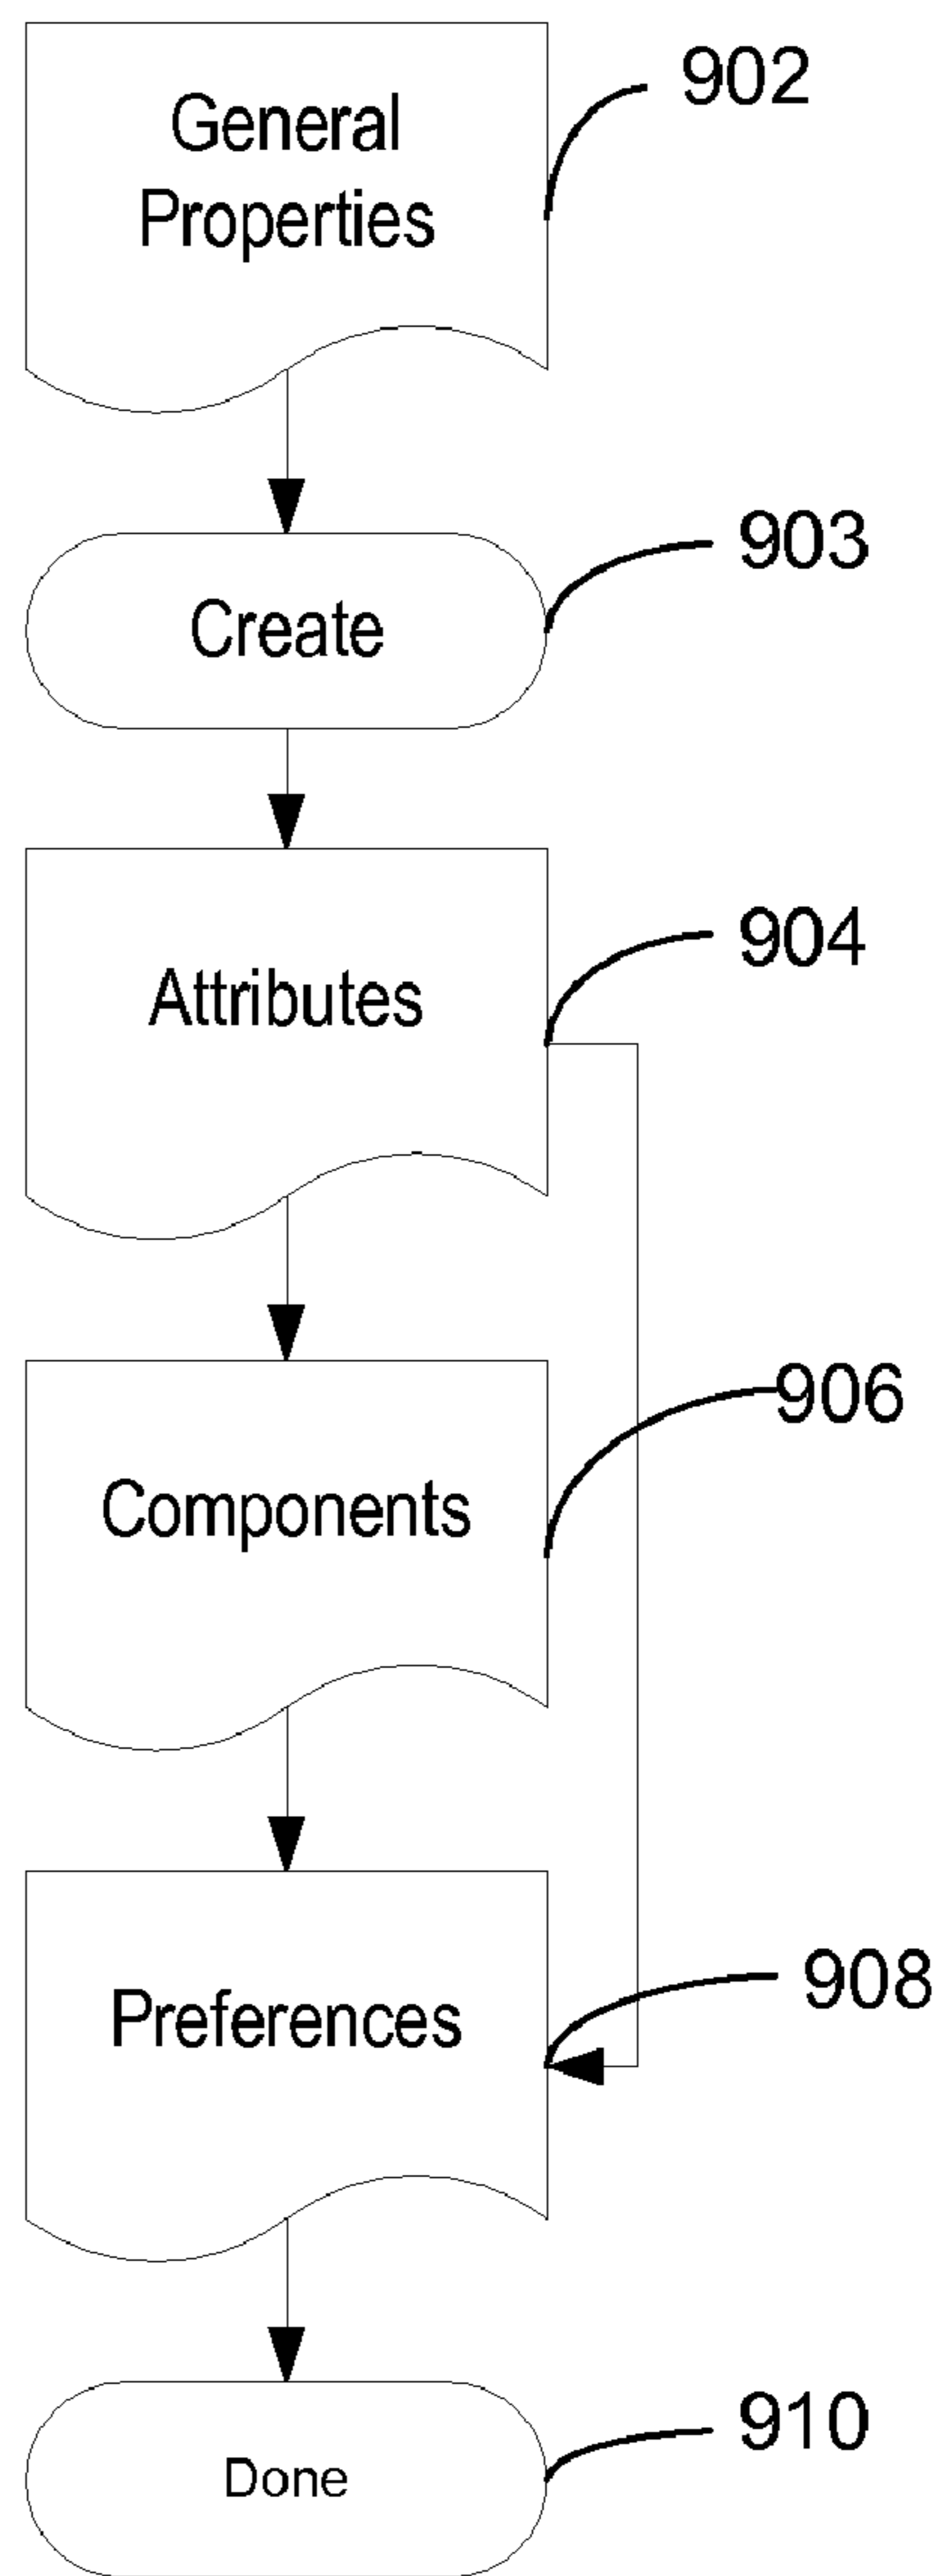 General
Properties
902
Create
903
Attributes
904
Components
906
Preferences
908
Done
910